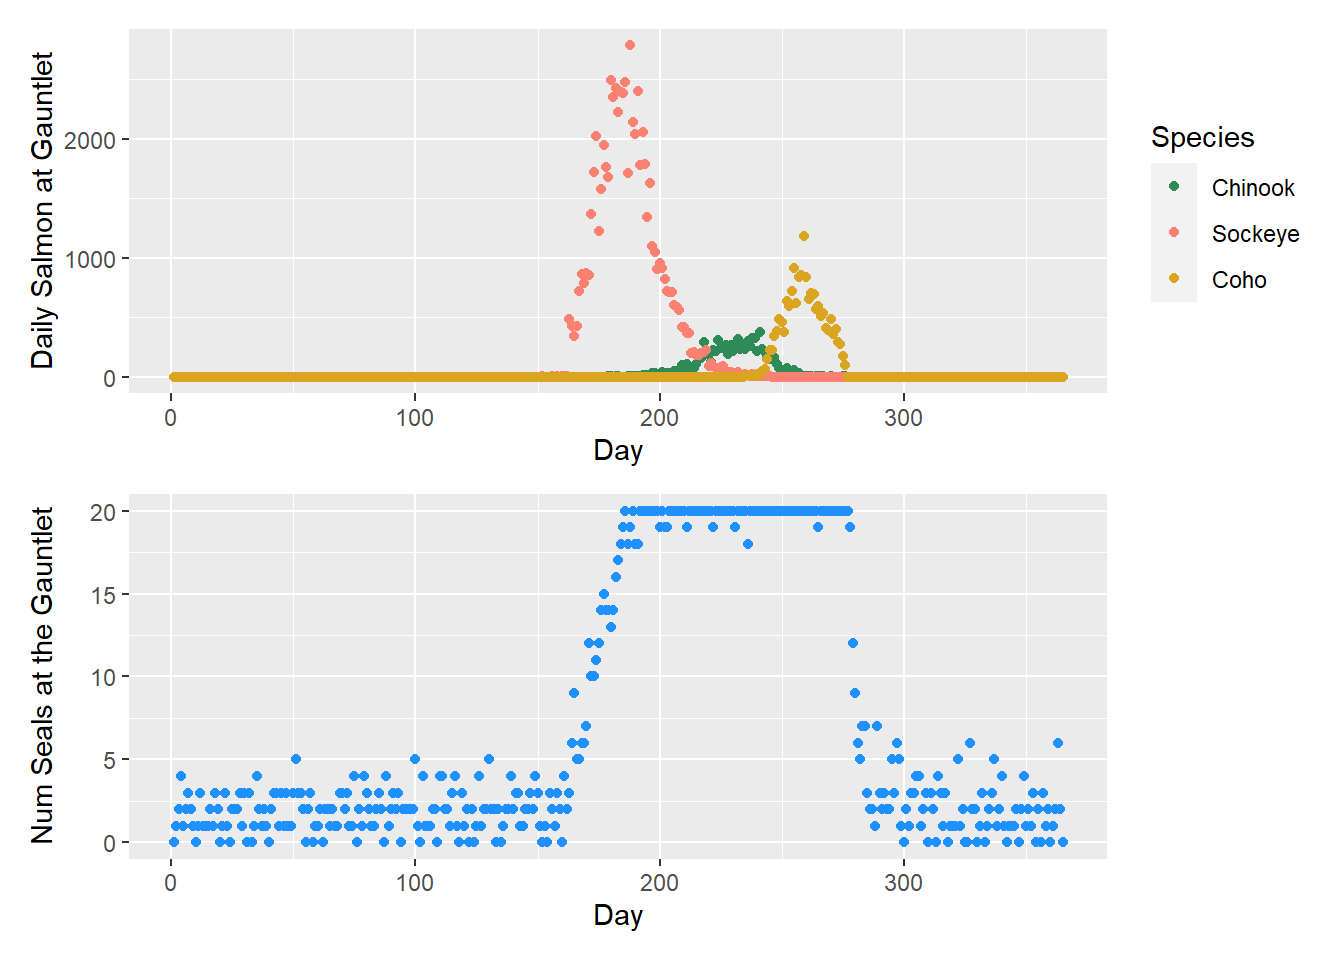 Daily Salmon at Gauntlet
2000
1000
0
0 100 200 300
Day
Species
Chinook
Sockeye
Coho
Num Seals at the Gauntlet
20
15
10
5
0
0 100 200 300
Day